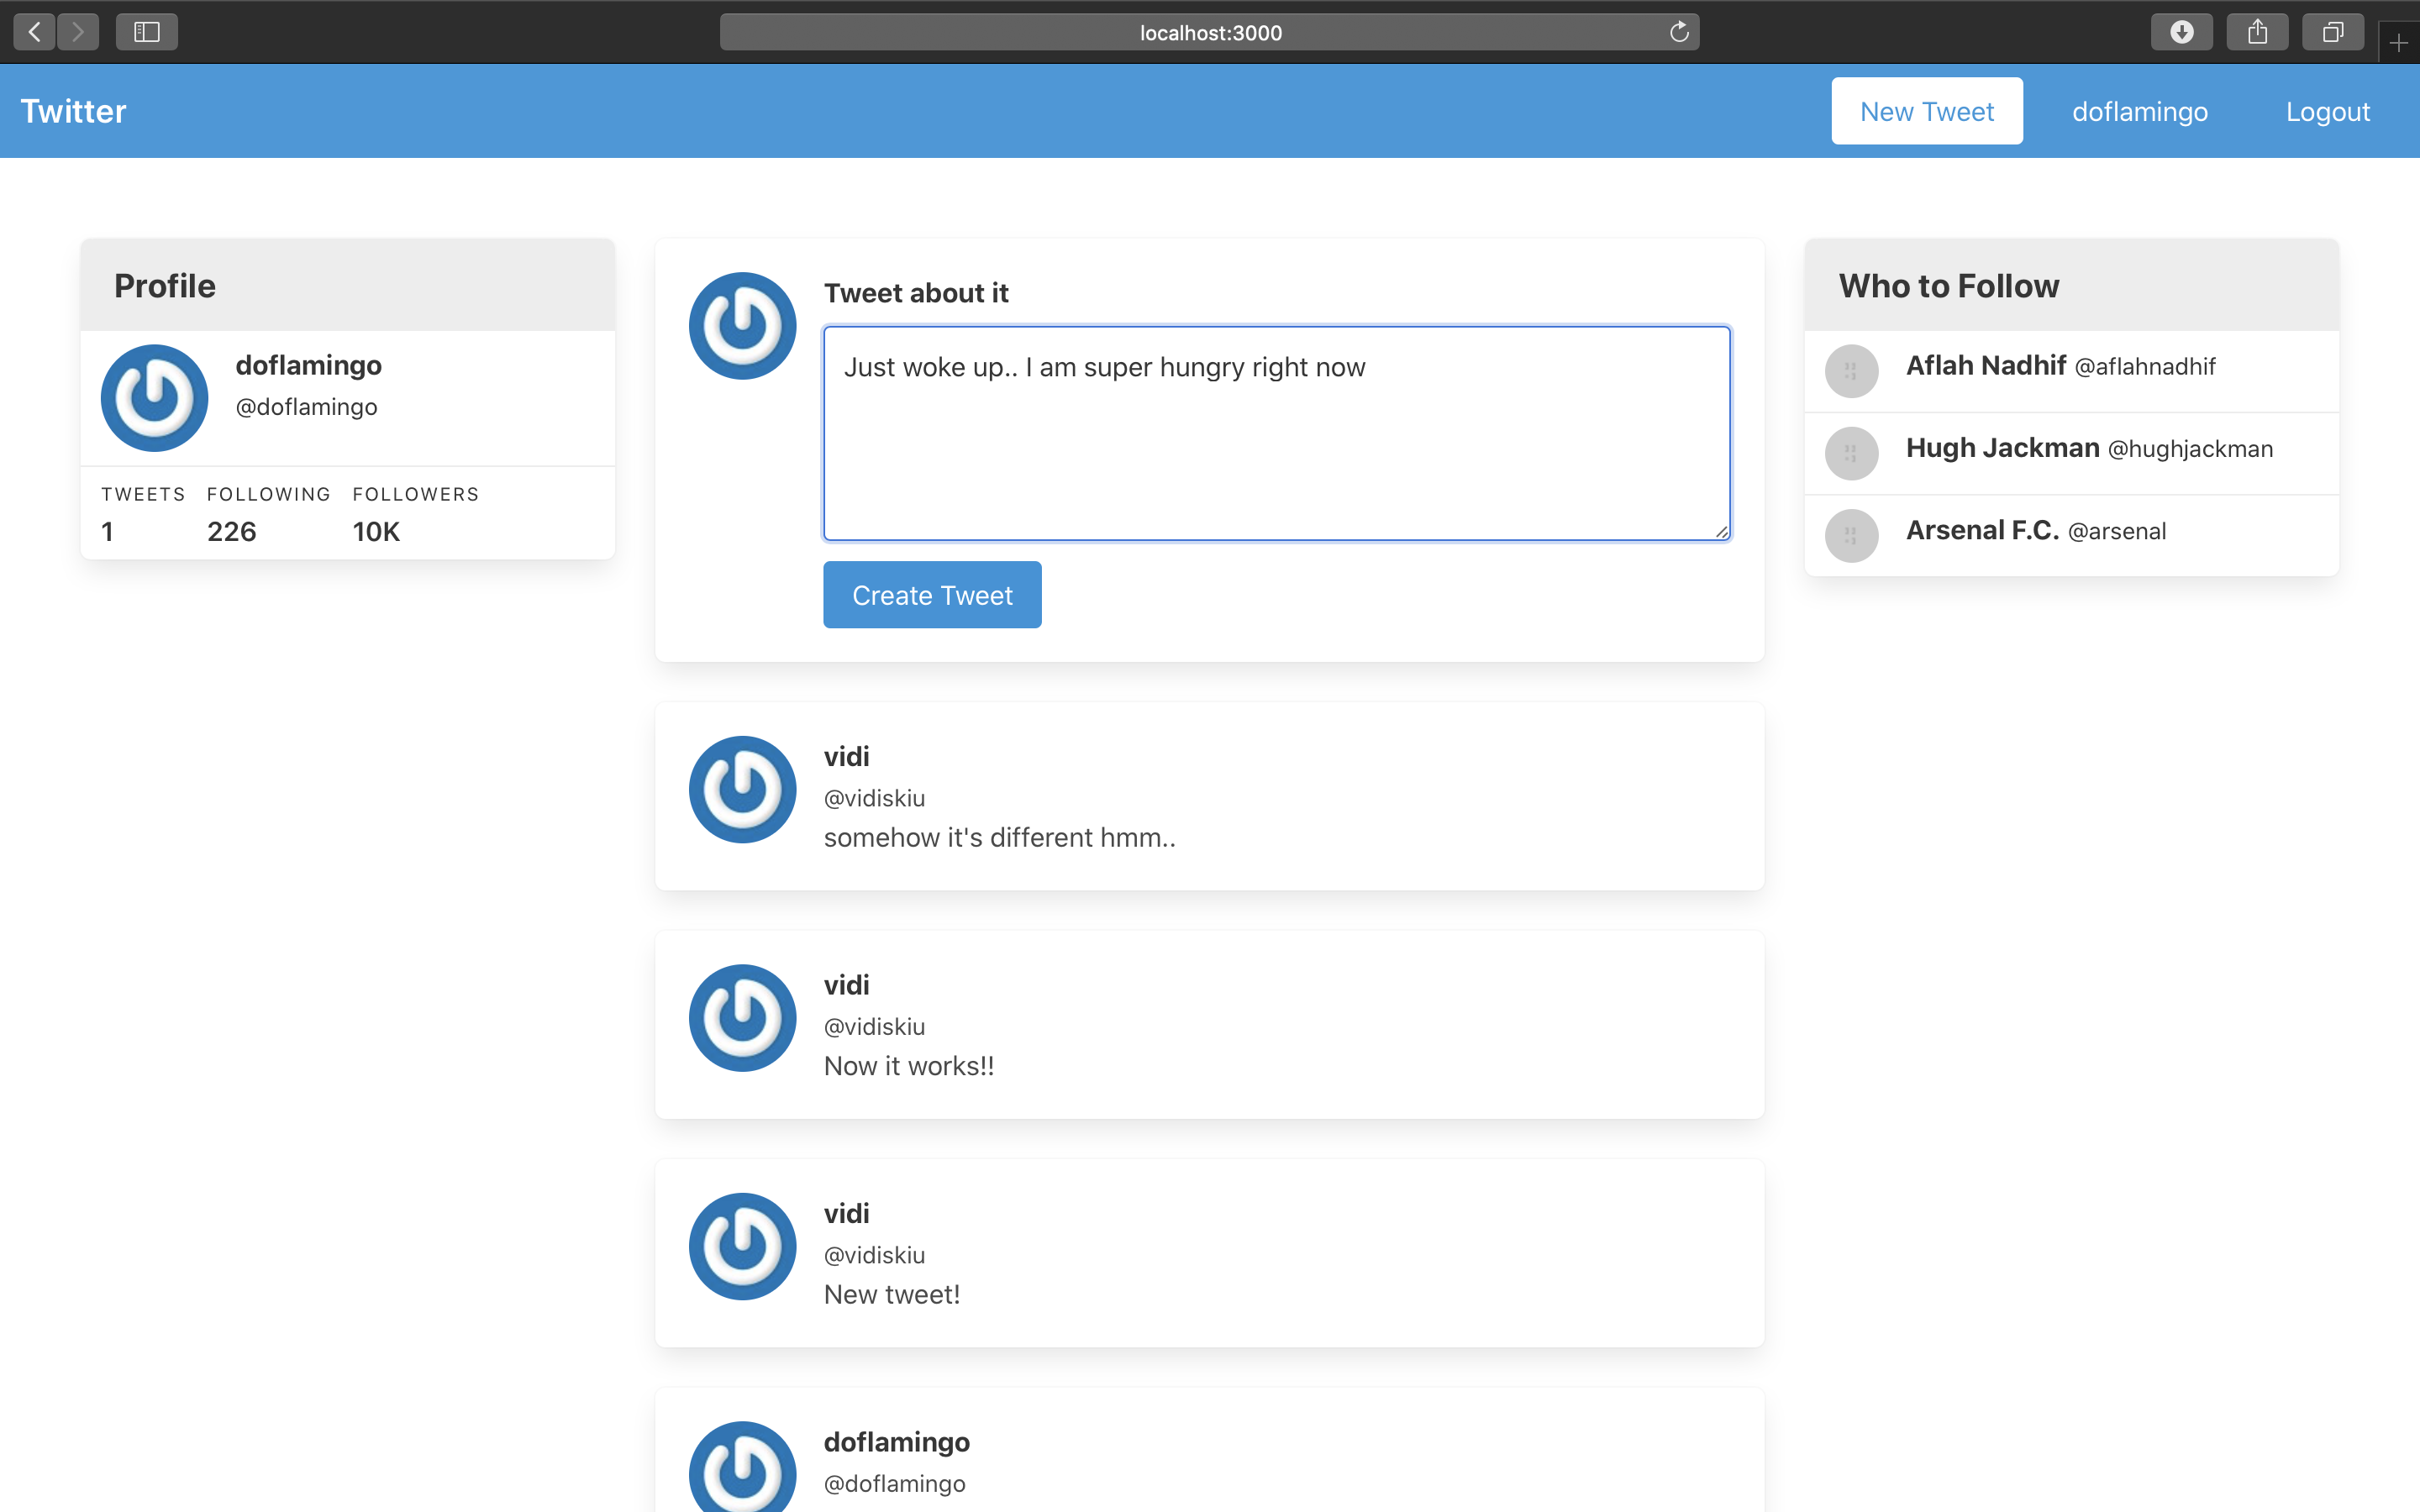 localhost:3000
Twitter
New Tweet
doflamingo
Logout
Profile
doflamingo
@doflamingo
TWEETS FOLLOWING FOLLOWERS
1 226 10K
Tweet about it
Just woke up.. I am super hungry right now
Create Tweet
vidi
@vidiskiu
somehow it's different hmm..
vidi
@vidiskiu
Now it works!!
vidi
@vidiskiu
New tweet!
doflamingo
@doflamingo
Who to Follow
Aflah Nadhif @aflahnadhif
Hugh Jackman @hughjackman
Arsenal F.C. @arsenal